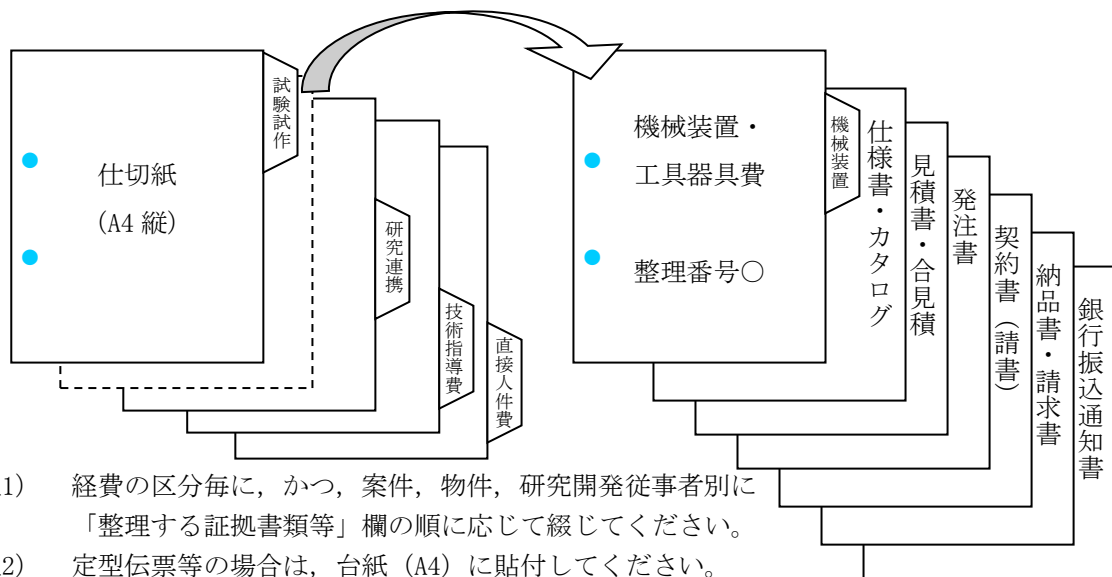 仕切紙
(A4 縦)
試験試作
研究連携
技術指導費
直接人件費
機械装置・
工具器具費
整理番号〇
機械装置
仕様書・カタログ
見積書・合見積
発注書
契約書（請書）
納品書・請求書
銀行振込通知書
1) 経費の区分毎に，かつ，案件，物件，研究開発従事者別に
「整理する証拠書類等」欄の順に応じて綴じてください。
2) 定型伝票等の場合は，台紙（A4）に貼付してください。